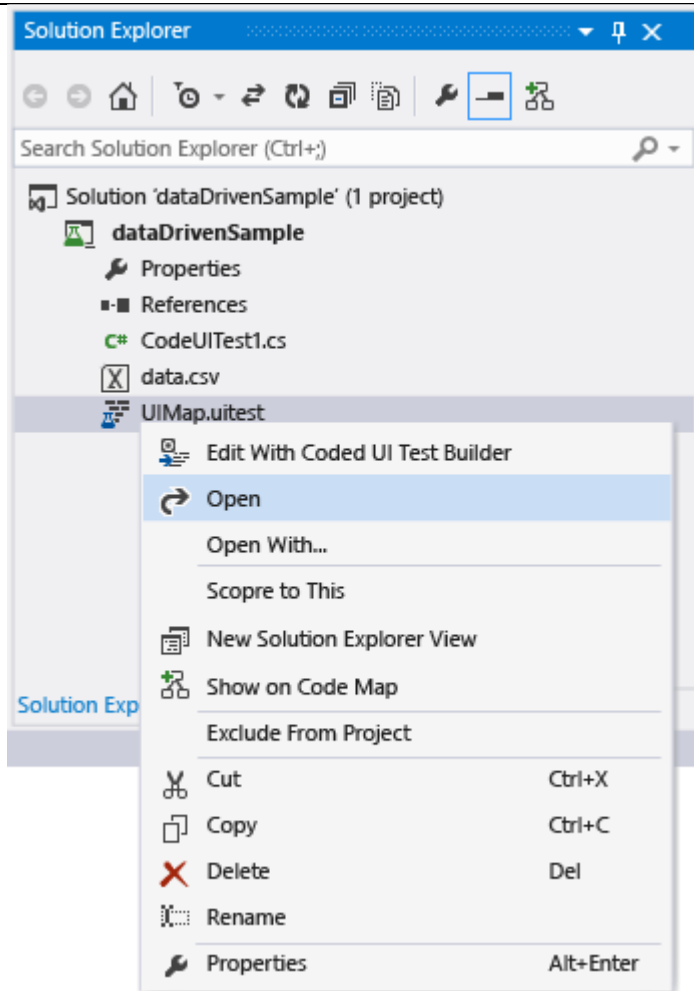 Solution Explorer
Search Solution Explorer (Ctrl+;)
Solution 'dataDrivenSample' (1 project)
dataDrivenSample
Properties
References
C# CodeUITest1.cs
data.csv
UIMap.uitest
Edit With Coded UI Test Builder
Open
Open With...
Scopre to This
New Solution Explorer View
Show on Code Map
Solution Exp
Exclude From Project
Cut Ctrl+X
Copy Ctrl+C
Delete Del
Rename
Properties Alt+Enter